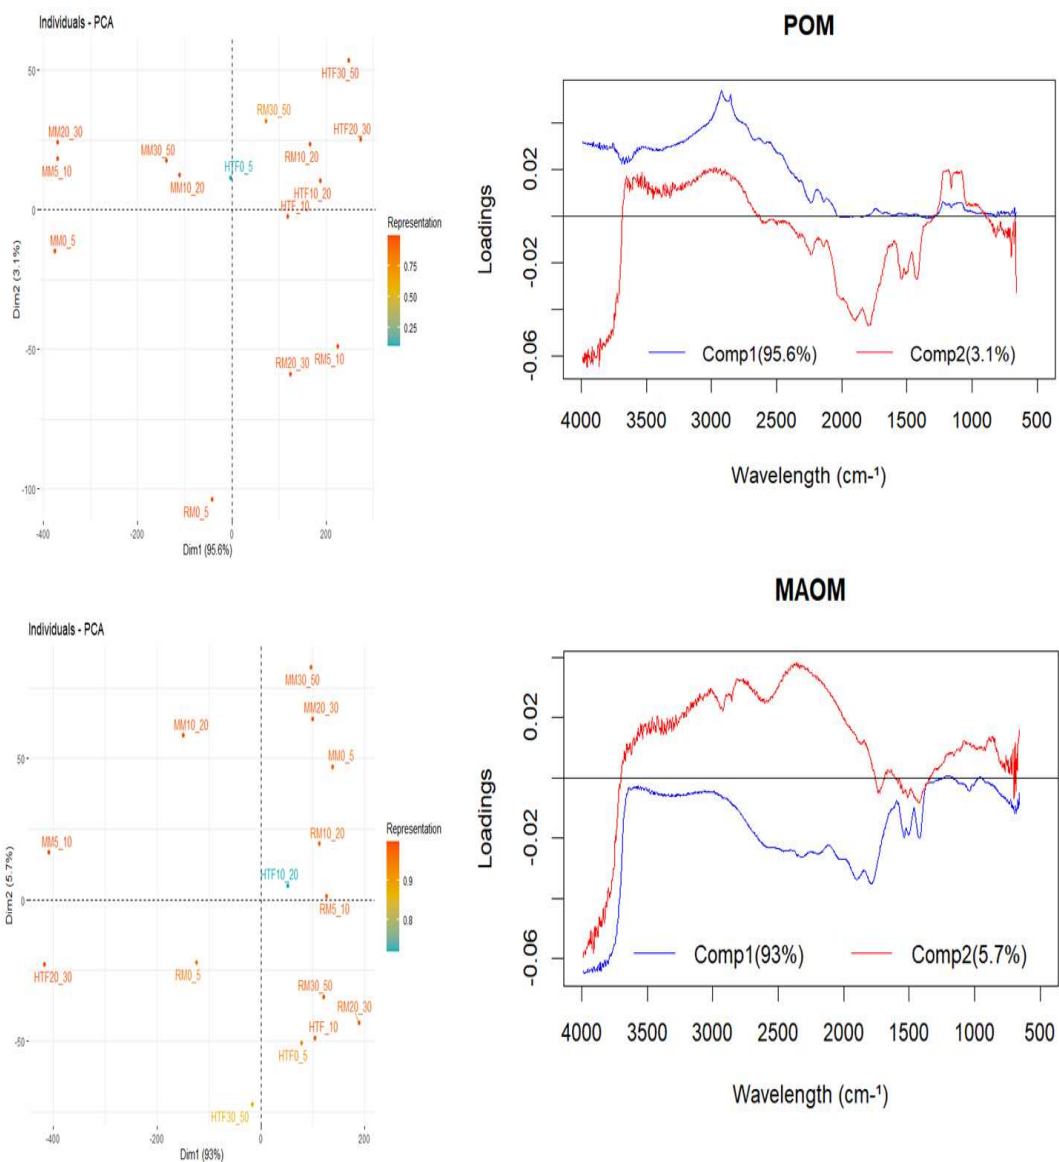 Individuals - PCA
HTF30_50
RM30_50
HTF20_30
MM20_30
MM30_50
RM10_20
MM5_10
HTF0_5
MM10_20
HTF10_20
HTF_10
MM0_5
RM5_10
RM20_30
RM0_5
50
0
-50
-100
Dim2 (3.1%)
-400
-200
0
200
Dim1 (95.6%)
Representation
0.75
0.50
0.25
POM
Loadings
0.02
-0.02
-0.06
Comp1(95.6%)
Comp2(3.1%)
4000
3500
3000
2500
2000
1500
1000
Wavelength (cm-¹)
Individuals - PCA
MM30_50
MM20_30
MM10_20
MM0_5
RM10_20
MM5_10
HTF10_20
RM5_10
HTF20_30
RM0_5
RM30_50
RM20_30
HTF_10
HTF0_5
HTF30_50
50
0
-50
Dim2 (5.7%)
-400
-200
0
200
Dim1 (93%)
Representation
0.9
0.8
MAOM
Loadings
0.02
-0.02
-0.06
Comp1(93%)
Comp2(5.7%)
4000
3500
3000
2500
2000
1500
1000
Wavelength (cm-¹)